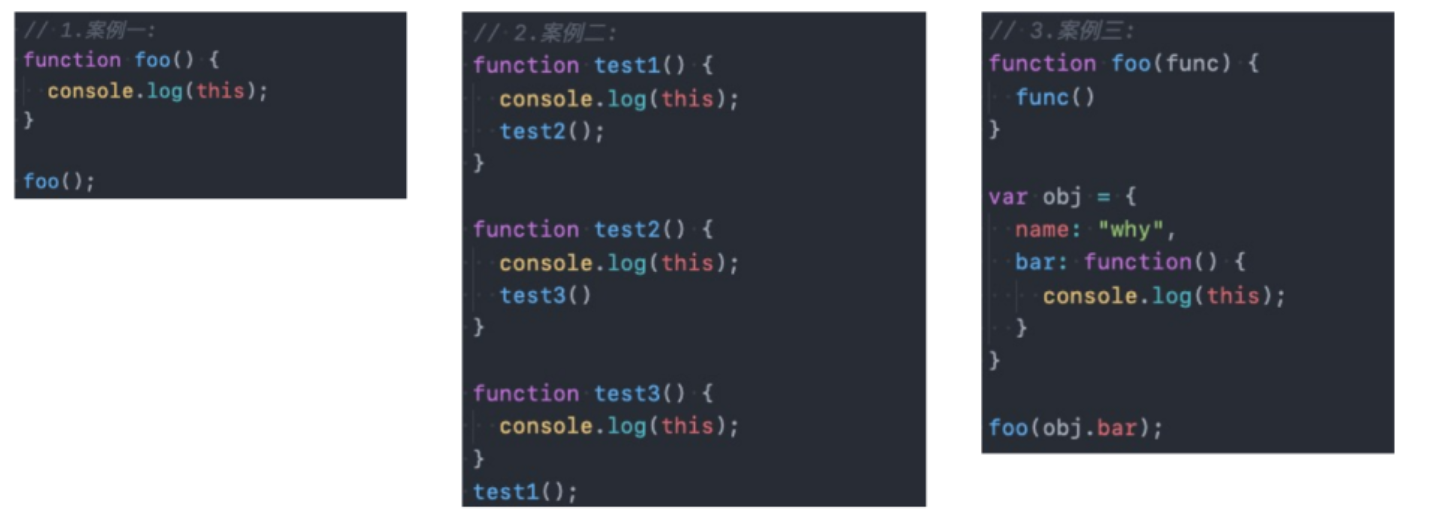 // 1.案例一:
function foo() {
  console.log(this);
}

foo();
// 2.案例二:
function test1() {
  console.log(this);
  test2();
}

function test2() {
  console.log(this);
  test3()
}

function test3() {
  console.log(this);
}
test1();
// 3.案例三:
function foo(func) {
  func()
}

var obj = {
  name: "why",
  bar: function() {
    console.log(this);
  }
}

foo(obj.bar);